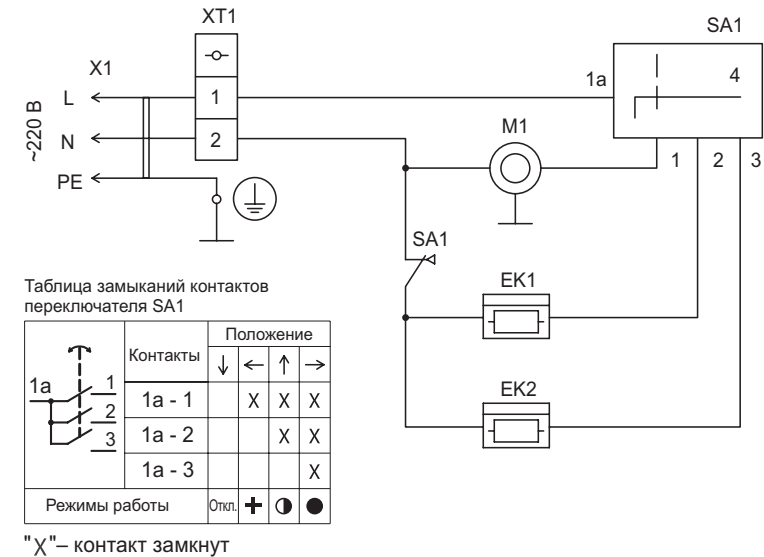 XT1
SA1
X1
1a
4
L
1
~220 В
N
2
M1
1
2
3
PE
SA1
EK1
Таблица замыканий контактов
переключателя SA1
Контакты
Положение
↓ ← ↑ →
1a
1
2
3
1a - 1 X X X
1a - 2 X X
1a - 3 X
EK2
Режимы работы Откл.
"X"– контакт замкнут